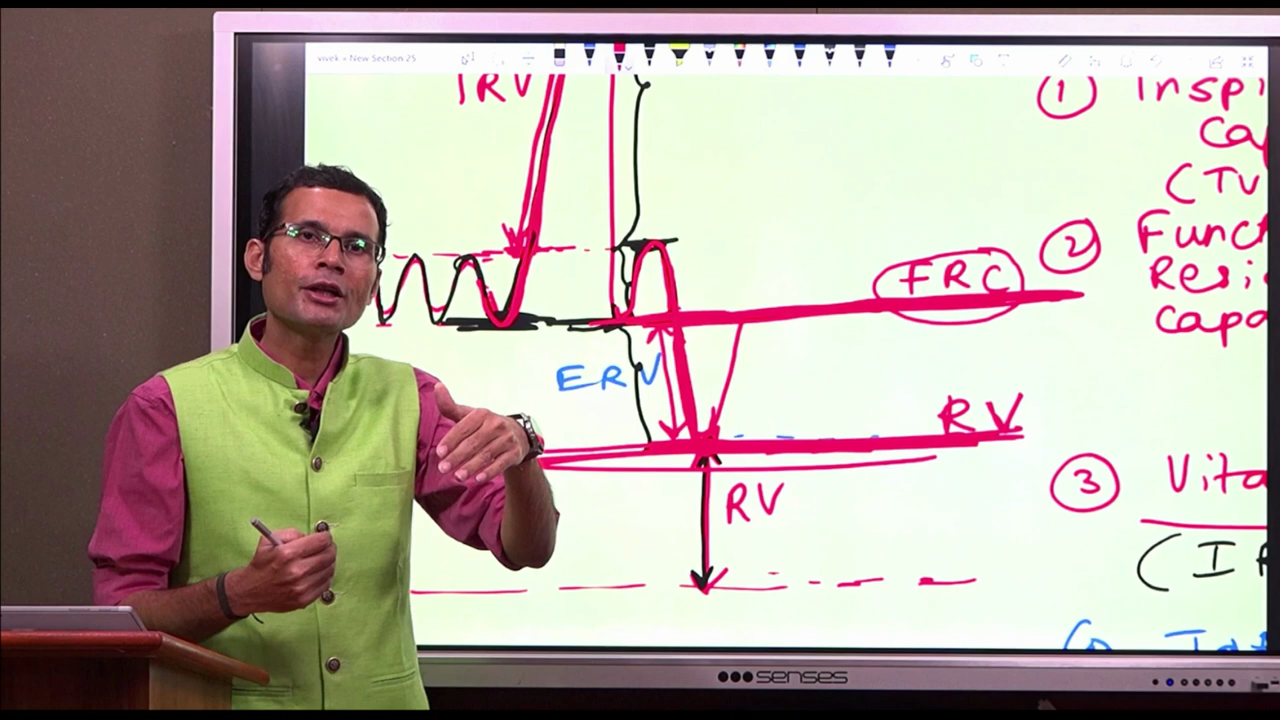 vivek » New Section 25
IRV
FRC
ERV
RV
RV
1 Inspi
Ca
(TV
2 Funct
Resi
Capa
3 Vita
(I
senses